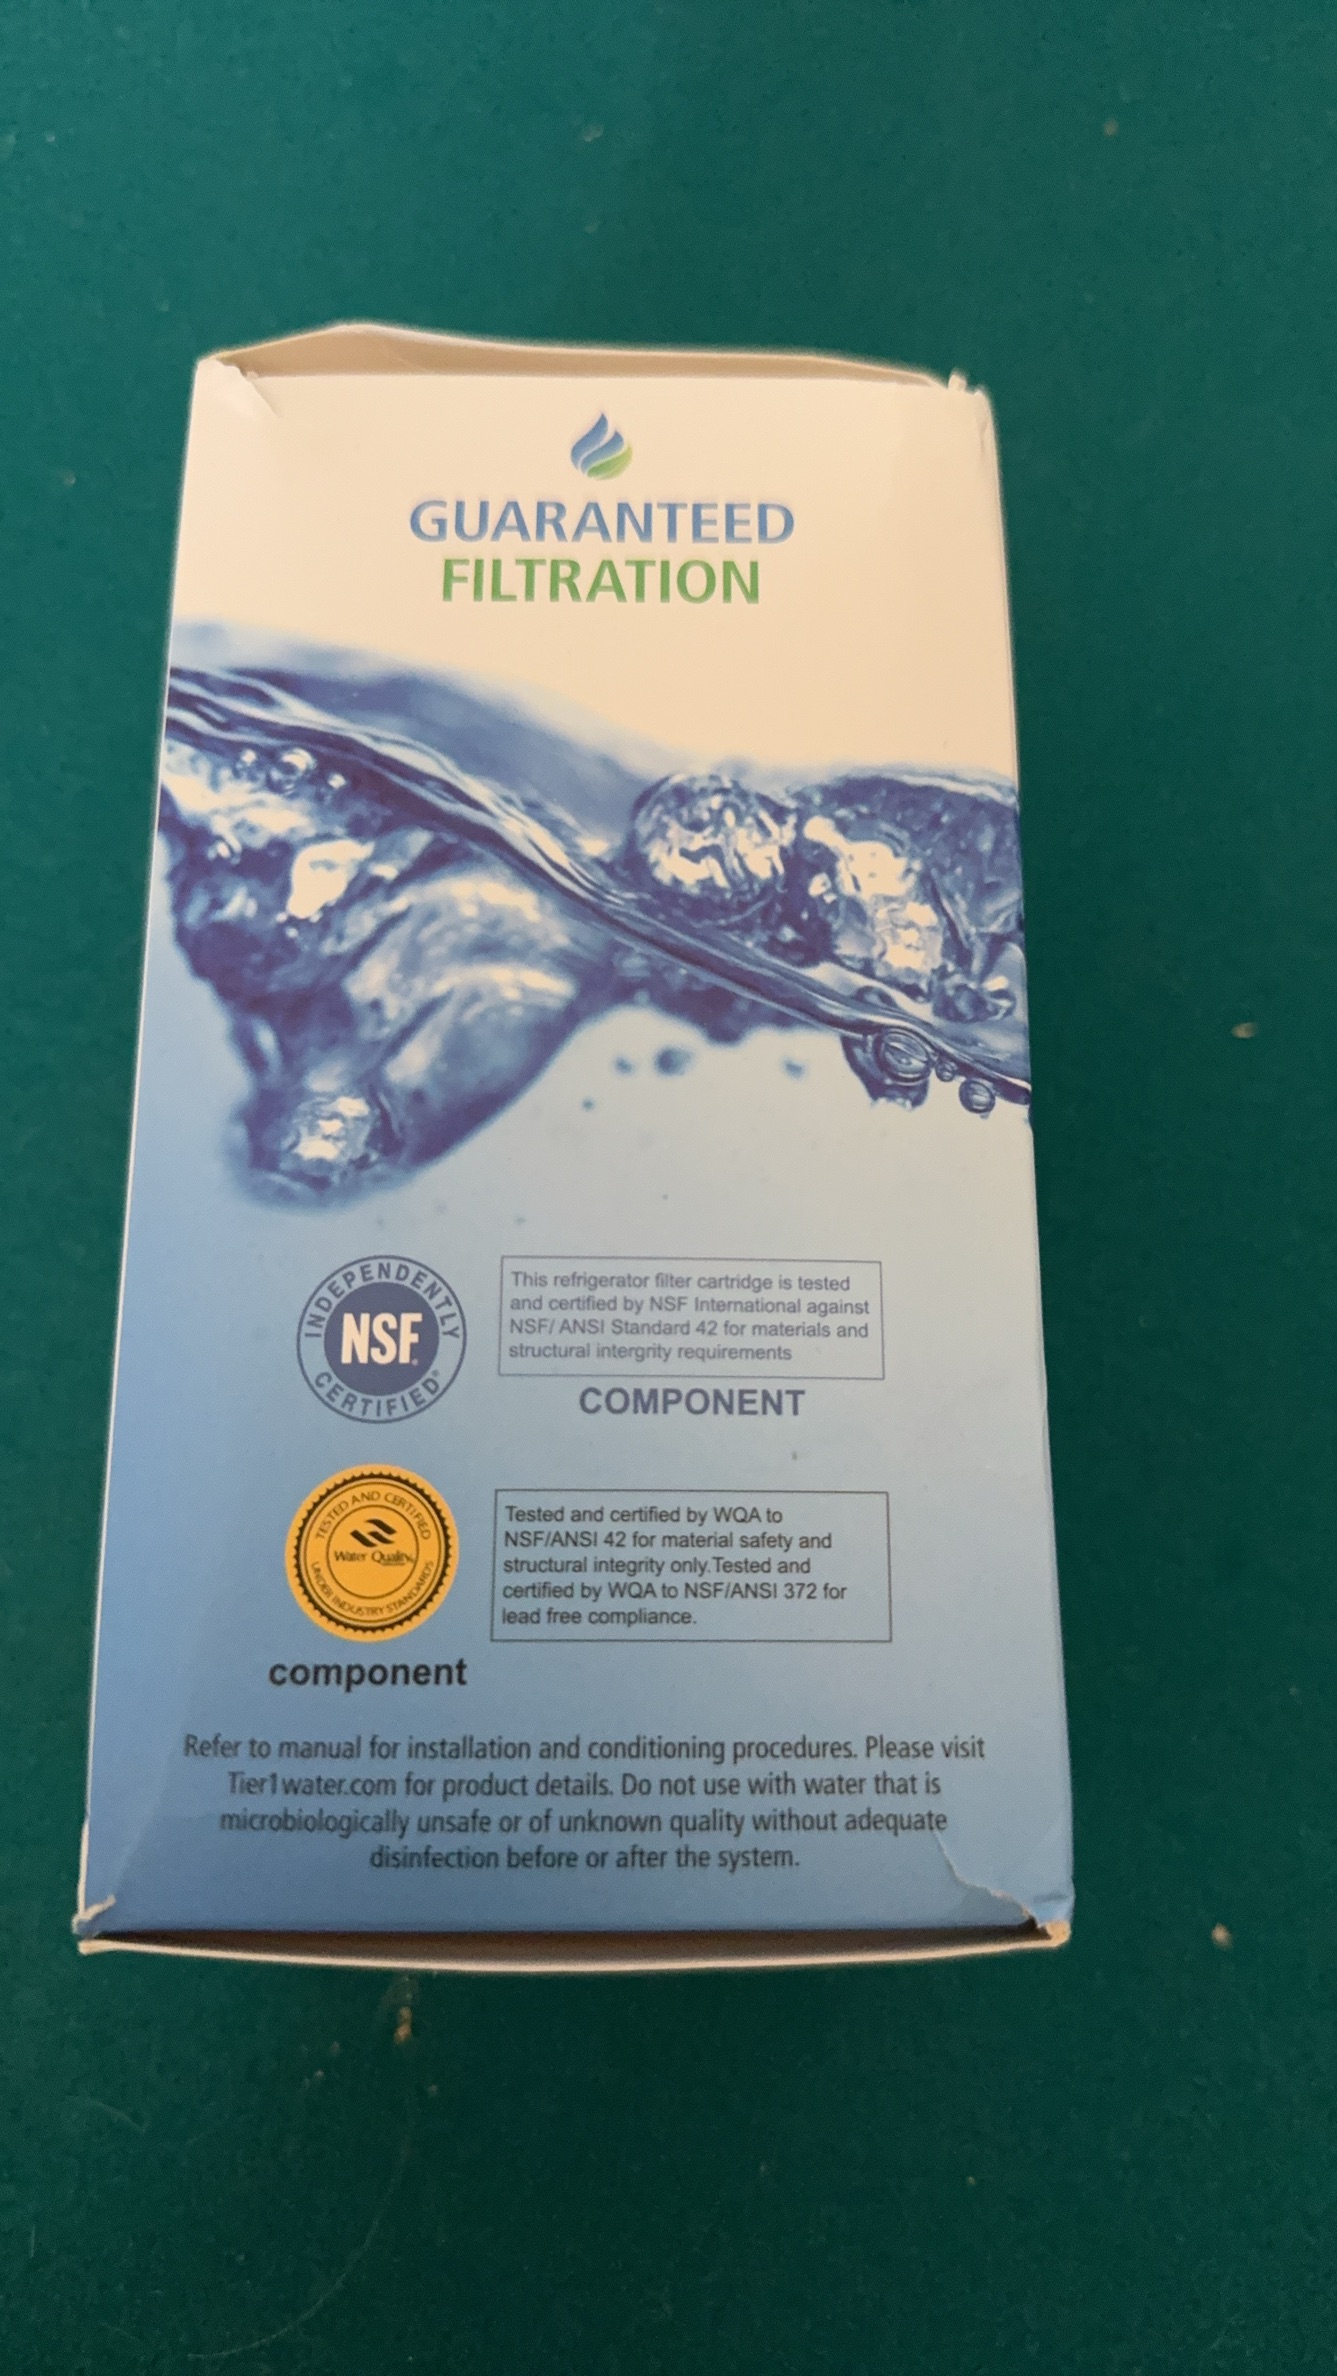 GUARANTEED
FILTRATION
INDEPENDENTLY
NSF
CERTIFIED
This refrigerator filter cartridge is tested
and certified by NSF International against
NSF/ ANSI Standard 42 for materials and
structural intergrity requirements
COMPONENT
TESTED AND CERTIFIED
Water Quality
UNDER INDUSTRY STANDARDS
component
Tested and certified by WQA to
NSF/ANSI 42 for material safety and
structural integrity only.Tested and
certified by WQA to NSF/ANSI 372 for
lead free compliance.
Refer to manual for installation and conditioning procedures. Please visit
Tier1water.com for product details. Do not use with water that is
microbiologically unsafe or of unknown quality without adequate
disinfection before or after the system.